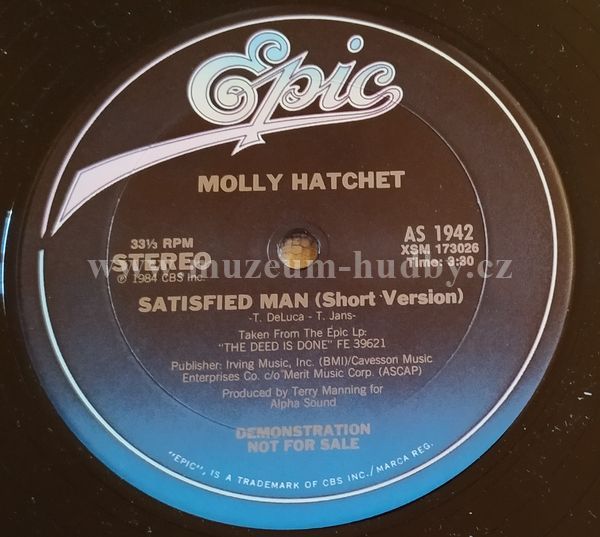 Epic
MOLLY HATCHET
33⅓ RPM
STEREO
℗ 1984 CBS Inc.
AS 1942
XSM 173026
Time: 3:30
www.muzeum-hudby.cz
SATISFIED MAN (Short Version)
-T. DeLuca - T. Jans-
Taken From The Epic Lp:
"THE DEED IS DONE" FE 39621
Publisher: Irving Music, Inc. (BMI)/Cavesson Music
Enterprises Co. c/o Merit Music Corp. (ASCAP)
Produced by Terry Manning for
Alpha Sound
DEMONSTRATION
NOT FOR SALE
"EPIC", IS A TRADEMARK OF CBS INC./MARCA REG.